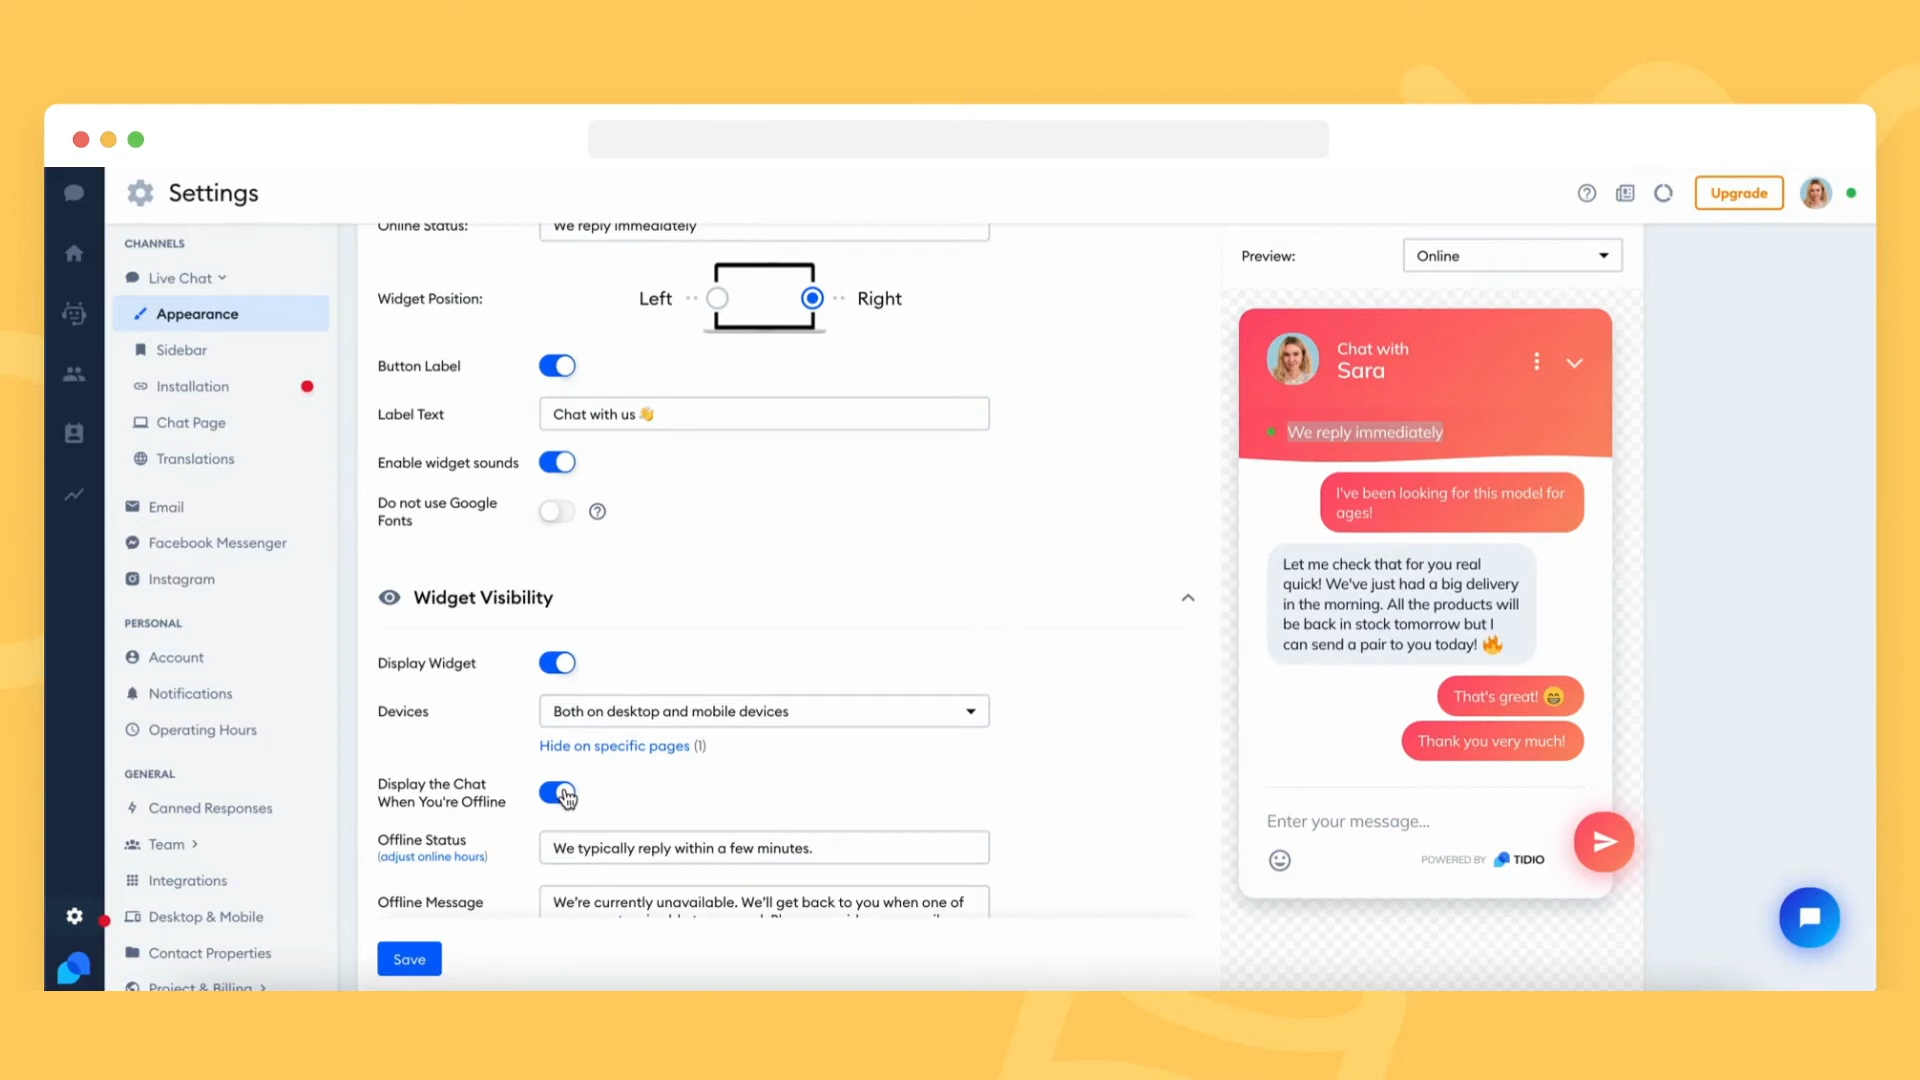 Settings
Upgrade
CHANNELS
Live Chat
Appearance
Sidebar
Installation
Chat Page
Translations
Email
Facebook Messenger
Instagram
PERSONAL
Account
Notifications
Operating Hours
GENERAL
Canned Responses
Team
Integrations
Desktop & Mobile
Contact Properties
Project & Billing
Online Status:
We reply immediately
Widget Position:
Left
Right
Button Label
Label Text
Chat with us 👋
Enable widget sounds
Do not use Google
Fonts
Widget Visibility
Display Widget
Devices
Both on desktop and mobile devices
Hide on specific pages (1)
Display the Chat
When You're Offline
Offline Status
(adjust online hours)
We typically reply within a few minutes.
Offline Message
We're currently unavailable. We'll get back to you when one of
Save
Preview:
Online
Chat with
Sara
We reply immediately
I've been looking for this model for
ages!
Let me check that for you real
quick! We've just had a big delivery
in the morning. All the products will
be back in stock tomorrow but I
can send a pair to you today! 🔥
That's great! 😄
Thank you very much!
Enter your message...
POWERED BY TIDIO